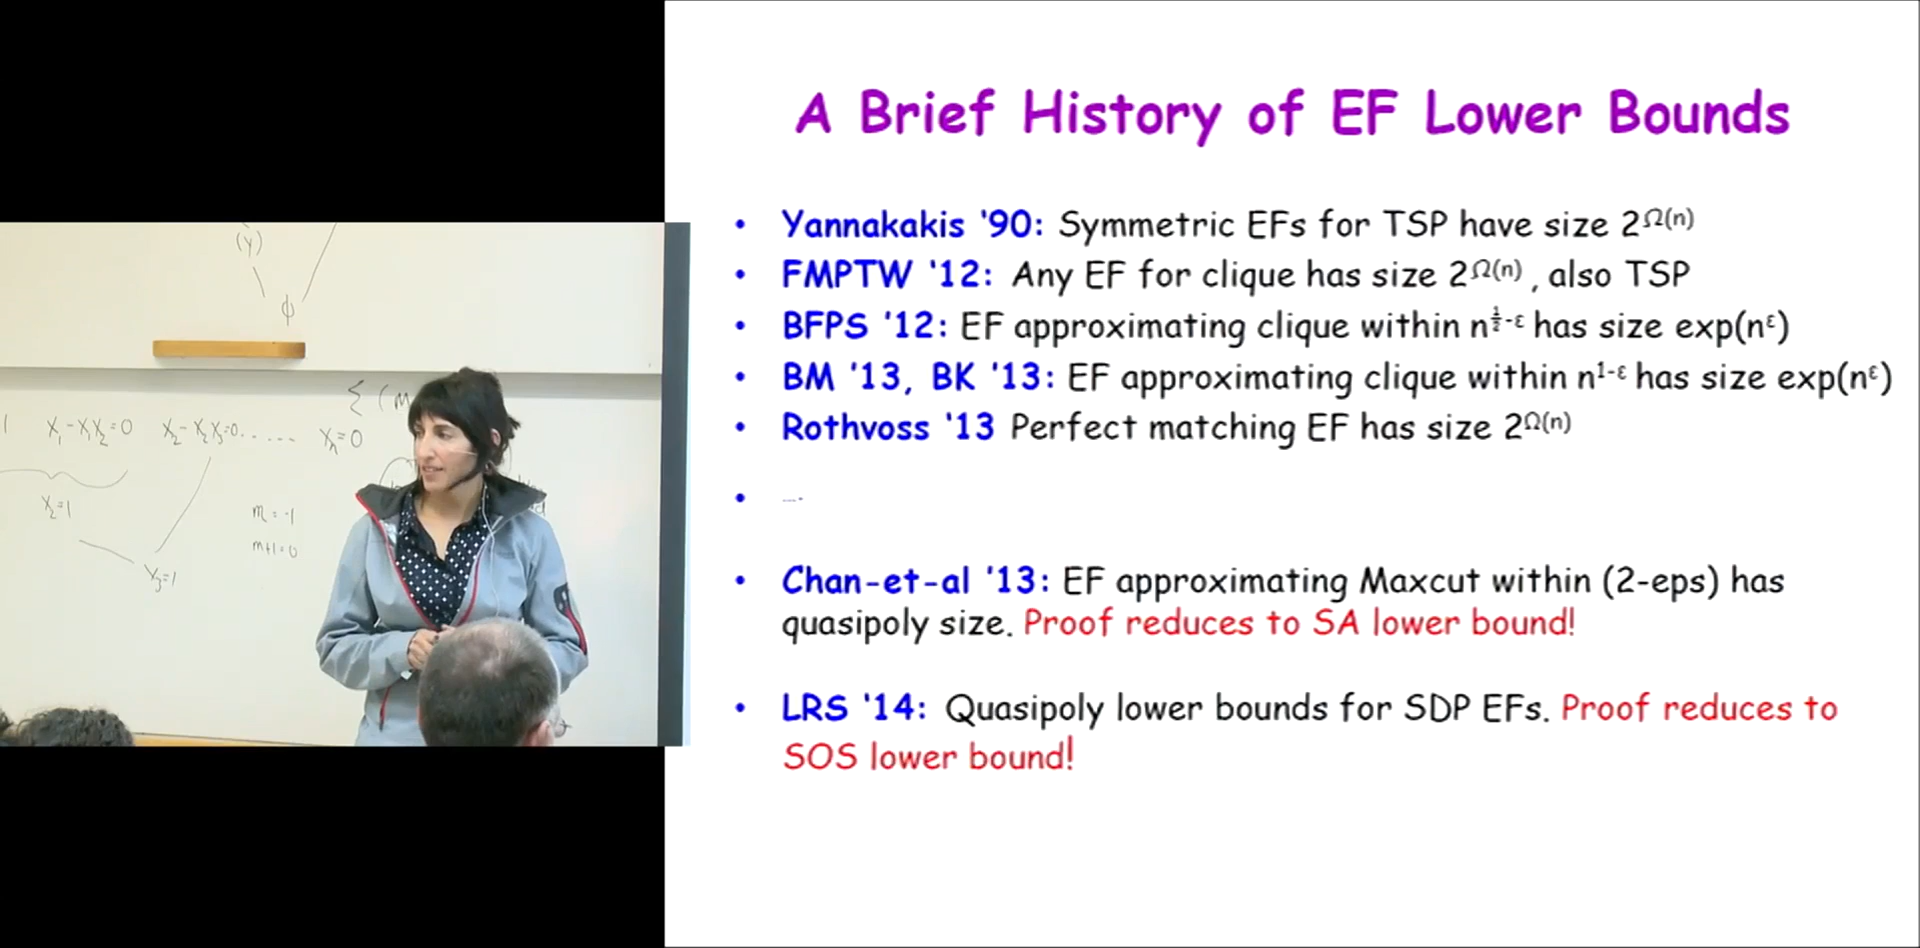 A Brief History of EF Lower Bounds
• Yannakakis '90: Symmetric EFs for TSP have size 2^Ω(n)
• FMPTW '12: Any EF for clique has size 2^Ω(n) , also TSP
• BFPS '12: EF approximating clique within n^½-ε has size exp(n^ε)
• BM '13, BK '13: EF approximating clique within n^1-ε has size exp(n^ε)
• Rothvoss '13 Perfect matching EF has size 2^Ω(n)
• ....
• Chan-et-al '13: EF approximating Maxcut within (2-eps) has
quasipoly size. Proof reduces to SA lower bound!
• LRS '14: Quasipoly lower bounds for SDP EFs. Proof reduces to
SOS lower bound!
(Y)
ϕ
Σ (m
X₁-X₁X₂=0 X₂-X₂X₃=0..... Xₙ=0
X₂=1
m=-1
m+1=0
X₃=1